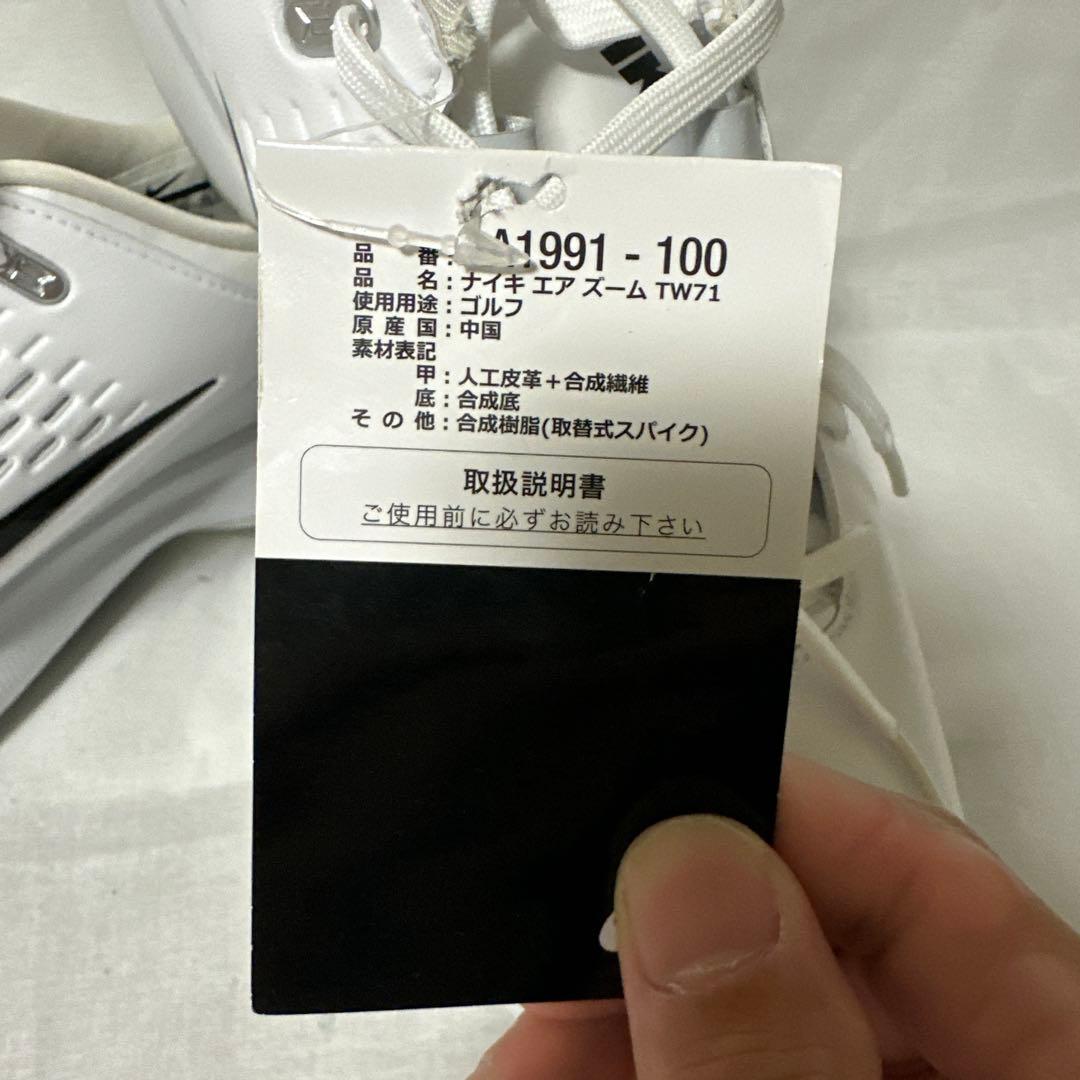 品 番 : A1991 - 100
品 名 : ナイキ エア ズーム TW71
使用用途 : ゴルフ
原 産 国 : 中国
素材表記
甲 : 人工皮革+合成繊維
底 : 合成底
そ の 他 : 合成樹脂(取替式スパイク)
取扱説明書
ご使用前に必ずお読み下さい